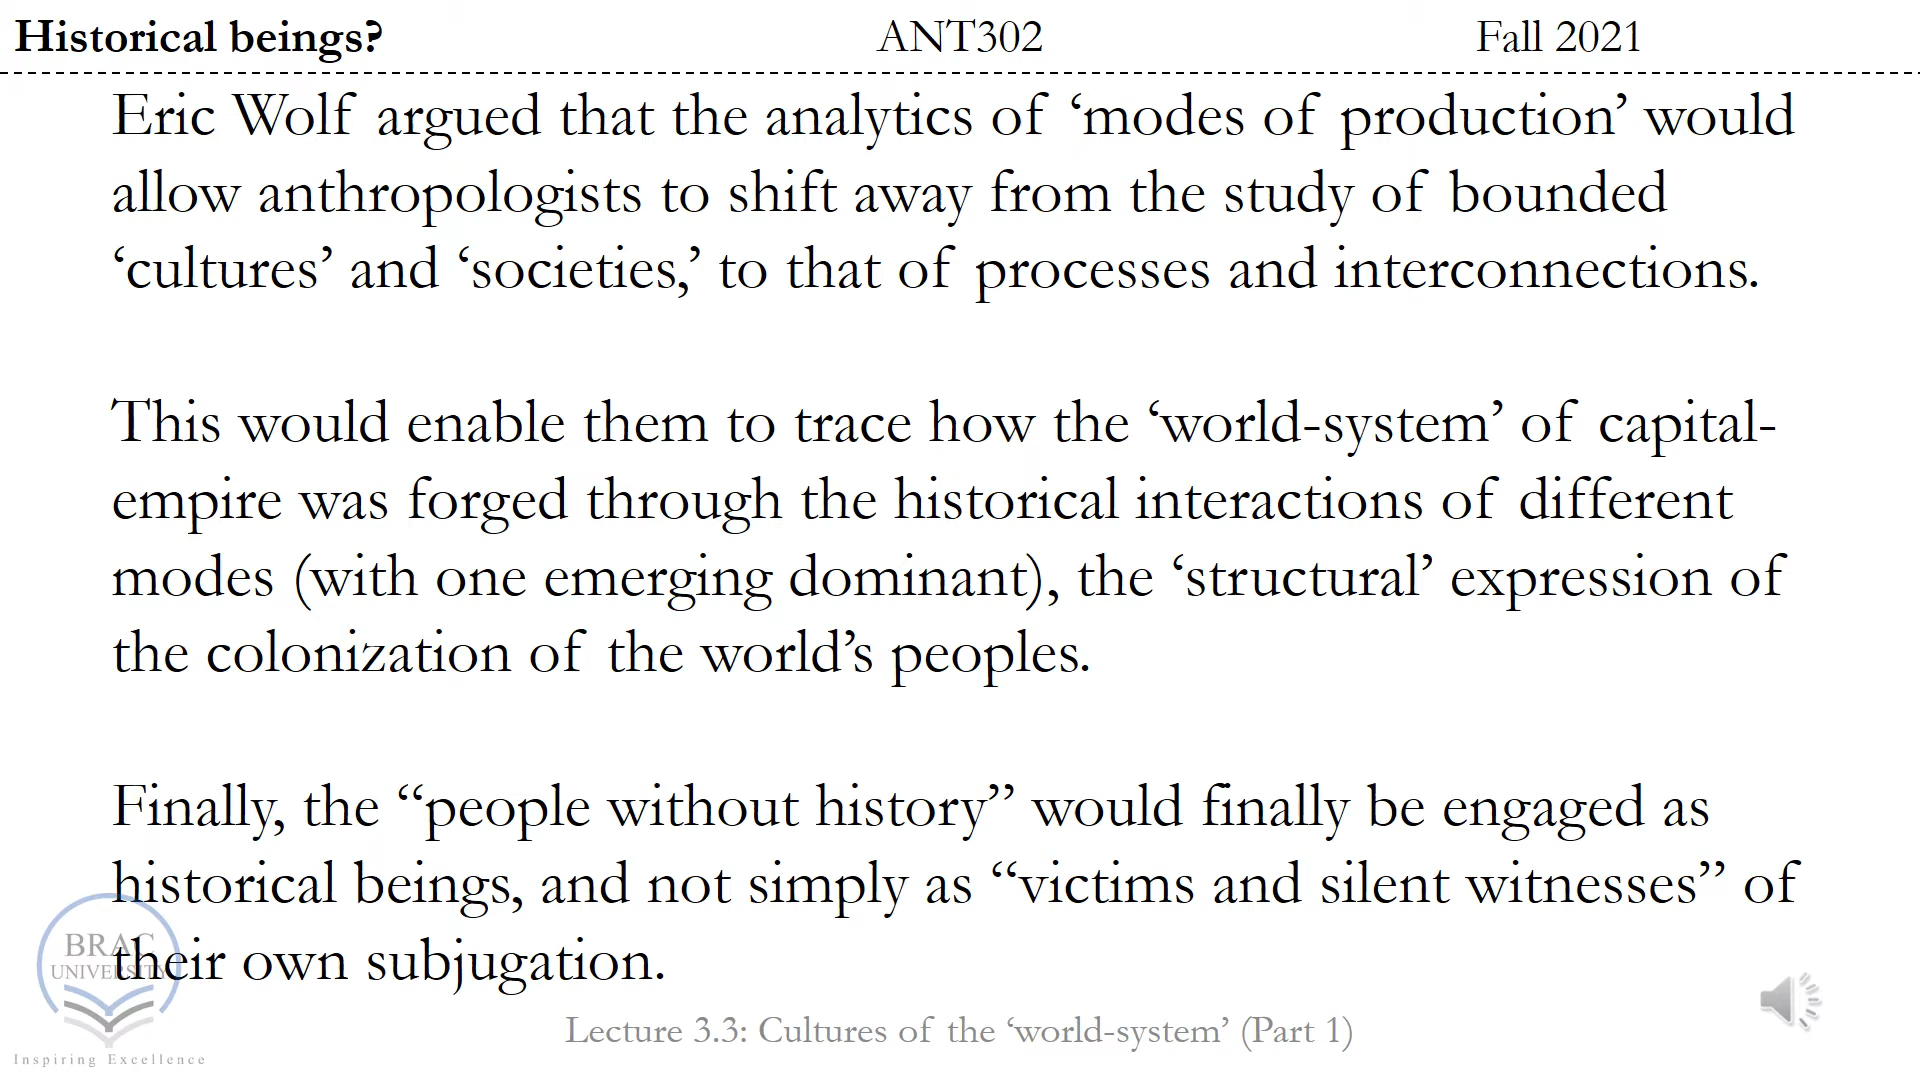 Historical beings? ANT302 Fall 2021
Eric Wolf argued that the analytics of ‘modes of production’ would
allow anthropologists to shift away from the study of bounded
‘cultures’ and ‘societies,’ to that of processes and interconnections.
This would enable them to trace how the ‘world-system’ of capital-
empire was forged through the historical interactions of different
modes (with one emerging dominant), the ‘structural’ expression of
the colonization of the world’s peoples.
Finally, the “people without history” would finally be engaged as
historical beings, and not simply as “victims and silent witnesses” of
their own subjugation.
BRAC
UNIVERSITY
Inspiring Excellence
Lecture 3.3: Cultures of the ‘world-system’ (Part 1)